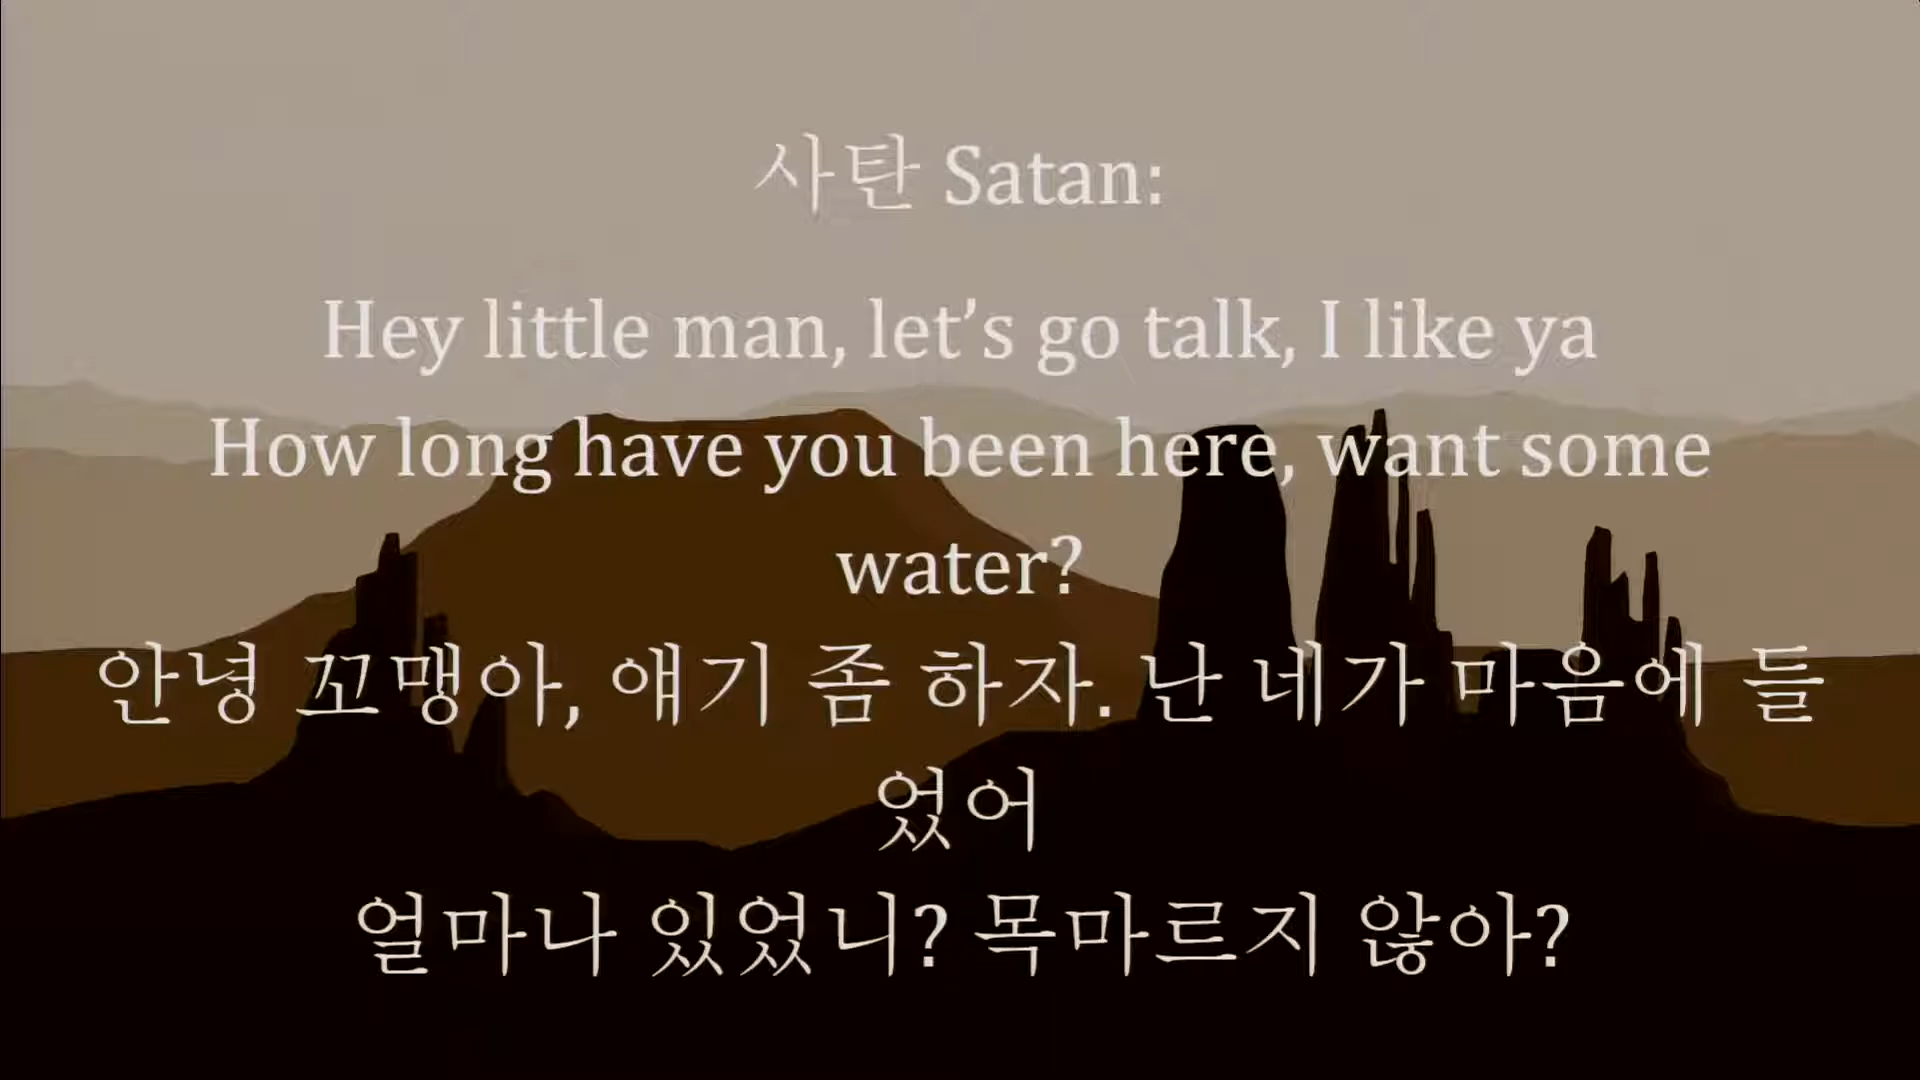 사탄 Satan:
Hey little man, let’s go talk, I like ya
How long have you been here, want some
water?
안녕 꼬맹아, 얘기 좀 하자. 난 네가 마음에 들
었어
얼마나 있었니? 목마르지 않아?